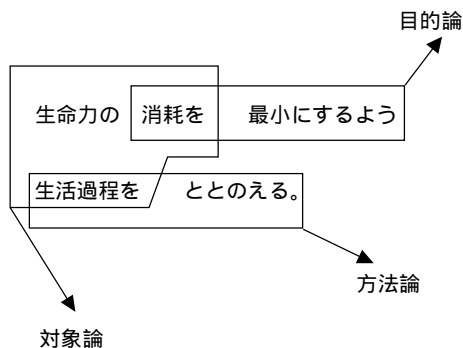 目的論
生命力の 消耗を 最小にするよう
生活過程を ととのえる。
方法論
対象論